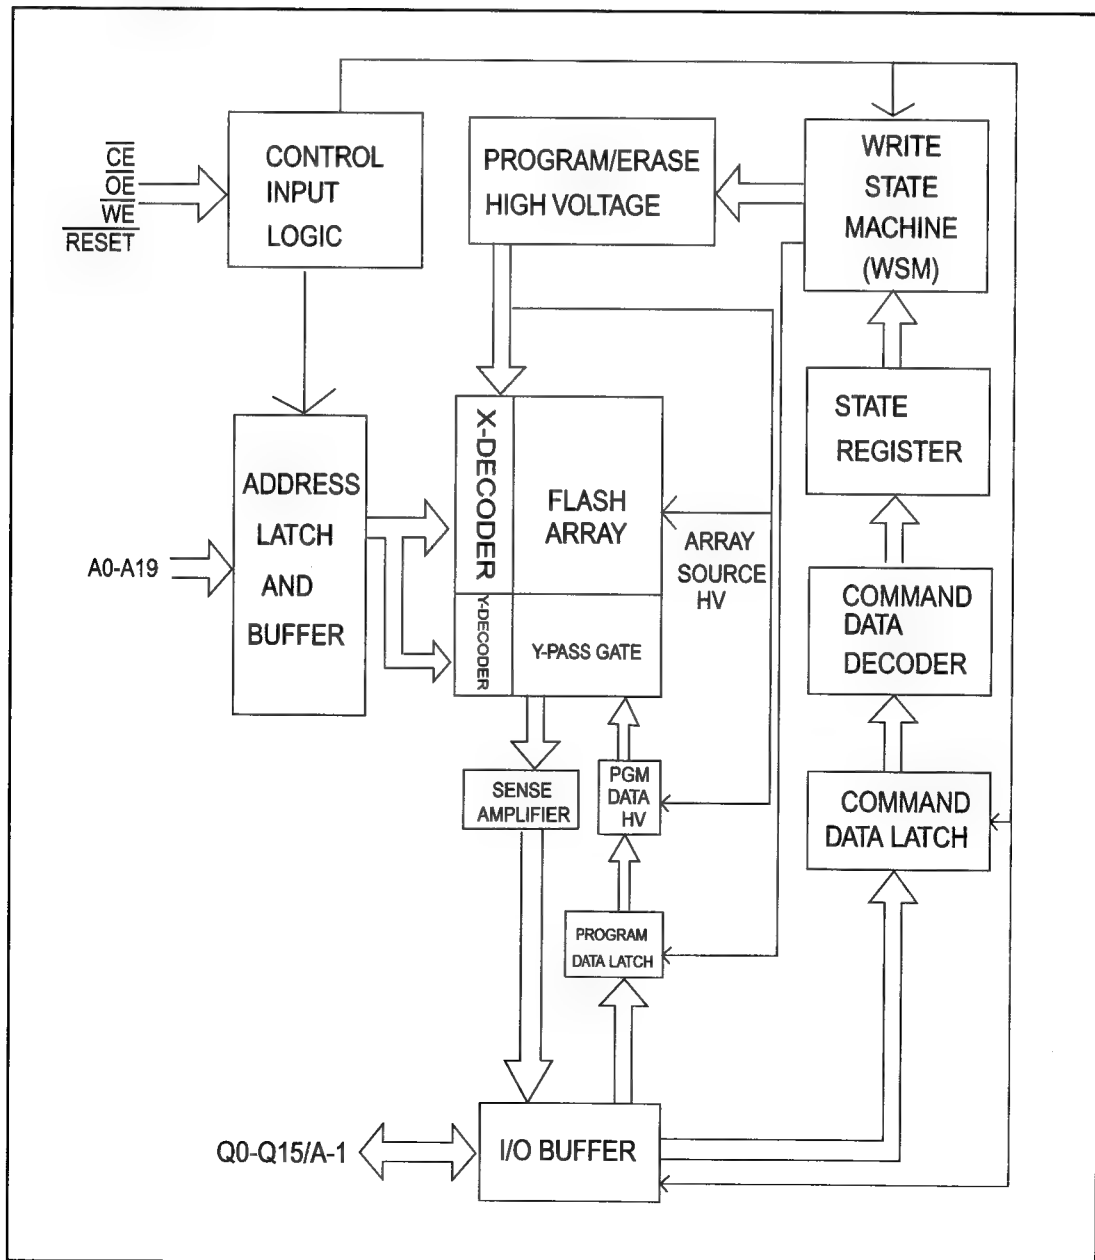 CE
OE
WE
RESET
CONTROL
INPUT
LOGIC
PROGRAM/ERASE
HIGH VOLTAGE
WRITE
STATE
MACHINE
(WSM)
STATE
REGISTER
ADDRESS
LATCH
AND
BUFFER
A0-A19
X-DECODER
FLASH
ARRAY
ARRAY
SOURCE
HV
Y-DECODER
Y-PASS GATE
COMMAND
DATA
DECODER
SENSE
AMPLIFIER
PGM
DATA
HV
COMMAND
DATA LATCH
PROGRAM
DATA LATCH
Q0-Q15/A-1
I/O BUFFER